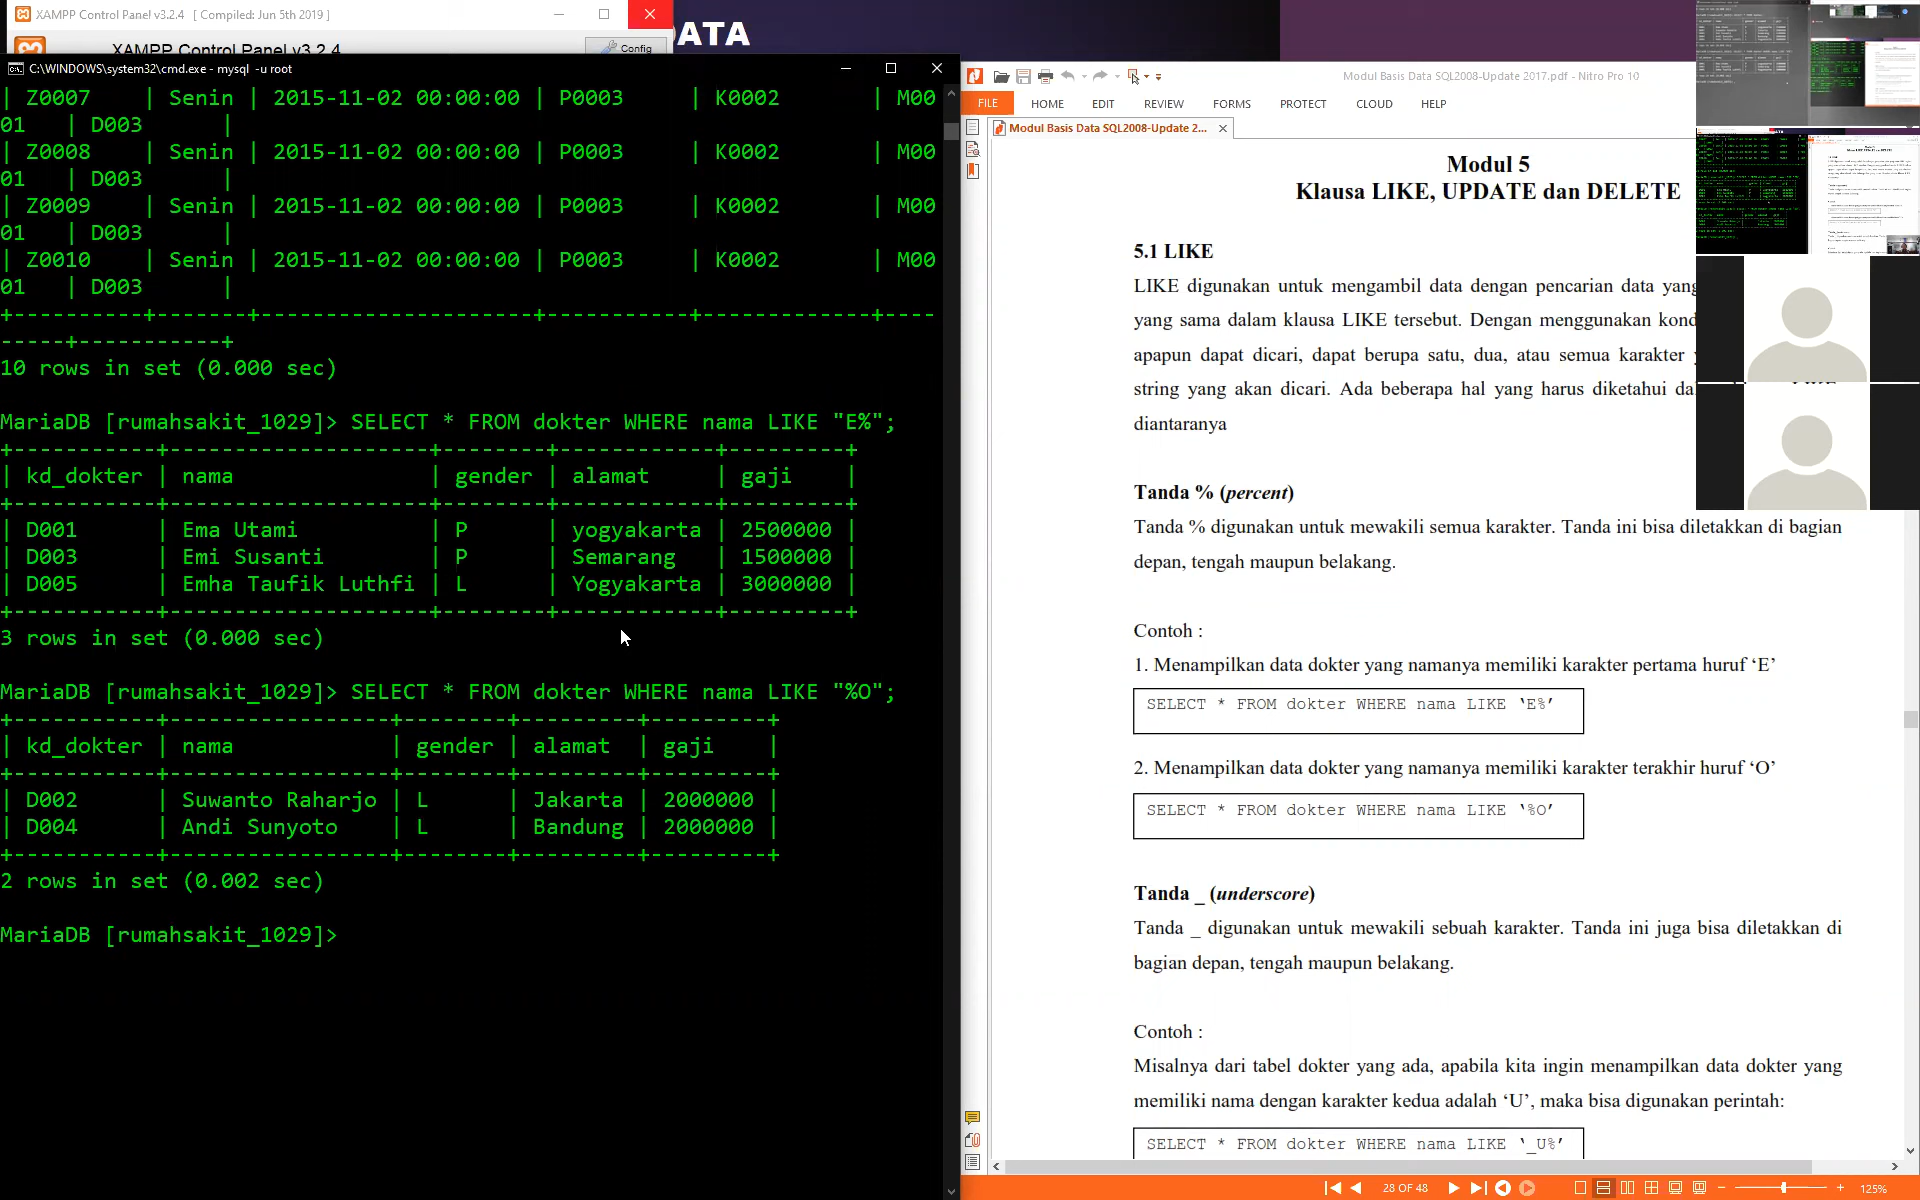 XAMPP Control Panel v3.2.4 [ Compiled: Jun 5th 2019 ]
XAMPP Control Panel v3.2.4
Config
ATA
C:\WINDOWS\system32\cmd.exe - mysql -u root
| Z0007 | Senin | 2015-11-02 00:00:00 | P0003 | K0002 | M00
01 | D003 |
| Z0008 | Senin | 2015-11-02 00:00:00 | P0003 | K0002 | M00
01 | D003 |
| Z0009 | Senin | 2015-11-02 00:00:00 | P0003 | K0002 | M00
01 | D003 |
| Z0010 | Senin | 2015-11-02 00:00:00 | P0003 | K0002 | M00
01 | D003 |
10 rows in set (0.000 sec)
MariaDB [rumahsakit_1029]> SELECT * FROM dokter WHERE nama LIKE "E%";
| kd_dokter | nama | gender | alamat | gaji |
| D001 | Ema Utami | P | yogyakarta | 2500000 |
| D003 | Emi Susanti | P | Semarang | 1500000 |
| D005 | Emha Taufik Luthfi | L | Yogyakarta | 3000000 |
3 rows in set (0.000 sec)
MariaDB [rumahsakit_1029]> SELECT * FROM dokter WHERE nama LIKE "%O";
| kd_dokter | nama | gender | alamat | gaji |
| D002 | Suwanto Raharjo | L | Jakarta | 2000000 |
| D004 | Andi Sunyoto | L | Bandung | 2000000 |
2 rows in set (0.002 sec)
MariaDB [rumahsakit_1029]>
Modul Basis Data SQL2008-Update 2017.pdf - Nitro Pro 10
FILE HOME EDIT REVIEW FORMS PROTECT CLOUD HELP
Modul Basis Data SQL2008-Update 2...
Modul 5
Klausa LIKE, UPDATE dan DELETE
5.1 LIKE
LIKE digunakan untuk mengambil data dengan pencarian data yang
yang sama dalam klausa LIKE tersebut. Dengan menggunakan kond
apapun dapat dicari, dapat berupa satu, dua, atau semua karakter
string yang akan dicari. Ada beberapa hal yang harus diketahui da
diantaranya
Tanda % (percent)
Tanda % digunakan untuk mewakili semua karakter. Tanda ini bisa diletakkan di bagian
depan, tengah maupun belakang.
Contoh :
1. Menampilkan data dokter yang namanya memiliki karakter pertama huruf ‘E’
SELECT * FROM dokter WHERE nama LIKE ‘E%’
2. Menampilkan data dokter yang namanya memiliki karakter terakhir huruf ‘O’
SELECT * FROM dokter WHERE nama LIKE ‘%O’
Tanda _ (underscore)
Tanda _ digunakan untuk mewakili sebuah karakter. Tanda ini juga bisa diletakkan di
bagian depan, tengah maupun belakang.
Contoh :
Misalnya dari tabel dokter yang ada, apabila kita ingin menampilkan data dokter yang
memiliki nama dengan karakter kedua adalah ‘U’, maka bisa digunakan perintah:
SELECT * FROM dokter WHERE nama LIKE ‘_U%’
28 OF 48
125%